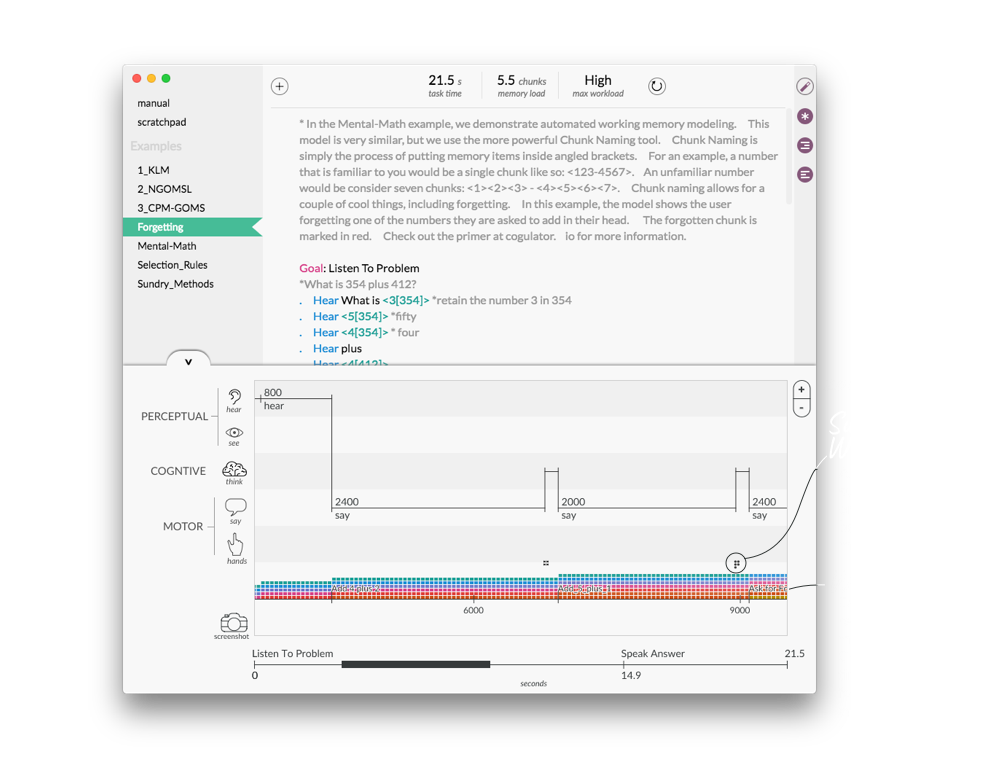 21.5 s
task time
5.5 chunks
memory load
High
max workload
manual
scratchpad
Examples
1_KLM
2_NGOMSL
3_CPM-GOMS
Forgetting
Mental-Math
Selection_Rules
Sundry_Methods
* In the Mental-Math example, we demonstrate automated working memory modeling. This
model is very similar, but we use the more powerful Chunk Naming tool. Chunk Naming is
simply the process of putting memory items inside angled brackets. For an example, a number
that is familiar to you would be a single chunk like so: <123-4567>. An unfamiliar number
would be consider seven chunks: <1><2><3> - <4><5><6><7>. Chunk naming allows for a
couple of cool things, including forgetting. In this example, the model shows the user
forgetting one of the numbers they are asked to add in their head. The forgotten chunk is
marked in red. Check out the primer at cogulator. io for more information.
Goal: Listen To Problem
*What is 354 plus 412?
. Hear What is <3[354]> *retain the number 3 in 354
. Hear <5[354]> *fifty
. Hear <4[354]> * four
. Hear plus
Hear <4[412]>
v
+
-
PERCEPTUAL
hear
see
COGNTIVE
think
MOTOR
say
hands
screenshot
800
hear
2400
say
2000
say
2400
say
6000
9000
Listen To Problem
Speak Answer
21.5
0
14.9
seconds